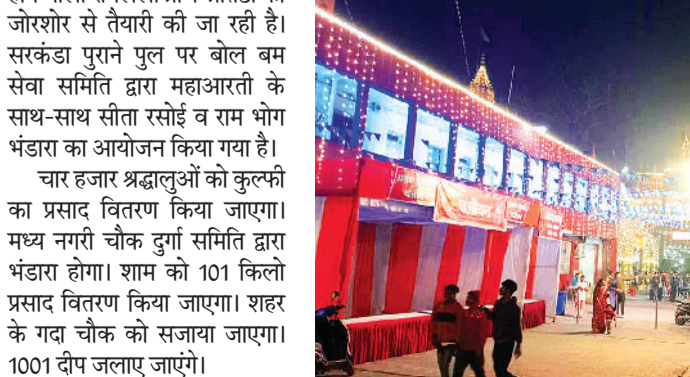 जोरशोर से तैयारी की जा रही है।
सरकंडा पुराने पुल पर बोल बम
सेवा समिति द्वारा महाआरती के
साथ-साथ सीता रसोई व राम भोग
भंडारा का आयोजन किया गया है।
चार हजार श्रद्धालुओं को कुल्फी
का प्रसाद वितरण किया जाएगा।
मध्य नगरी चौक दुर्गा समिति द्वारा
भंडारा होगा। शाम को 101 किलो
प्रसाद वितरण किया जाएगा। शहर
के गदा चौक को सजाया जाएगा।
1001 दीप जलाए जाएंगे।